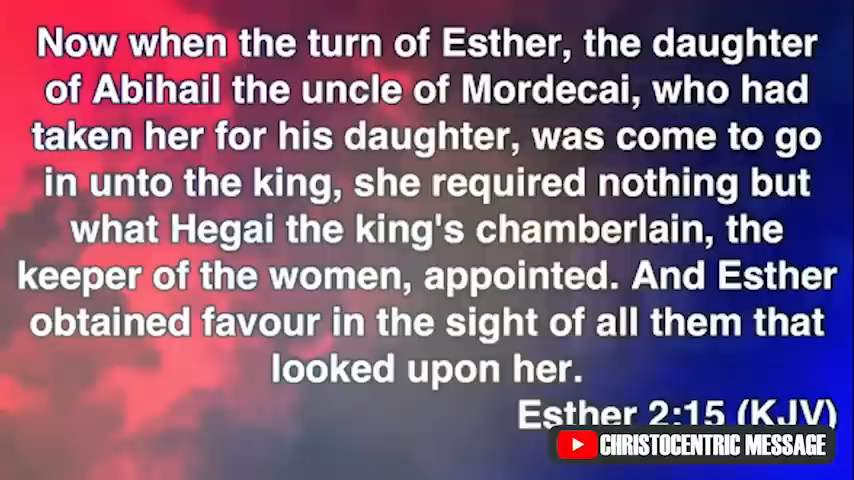 Now when the turn of Esther, the daughter
of Abihail the uncle of Mordecai, who had
taken her for his daughter, was come to go
in unto the king, she required nothing but
what Hegai the king's chamberlain, the
keeper of the women, appointed. And Esther
obtained favour in the sight of all them that
looked upon her.
Esther 2:15 (KJV)
CHRISTOCENTRIC MESSAGE